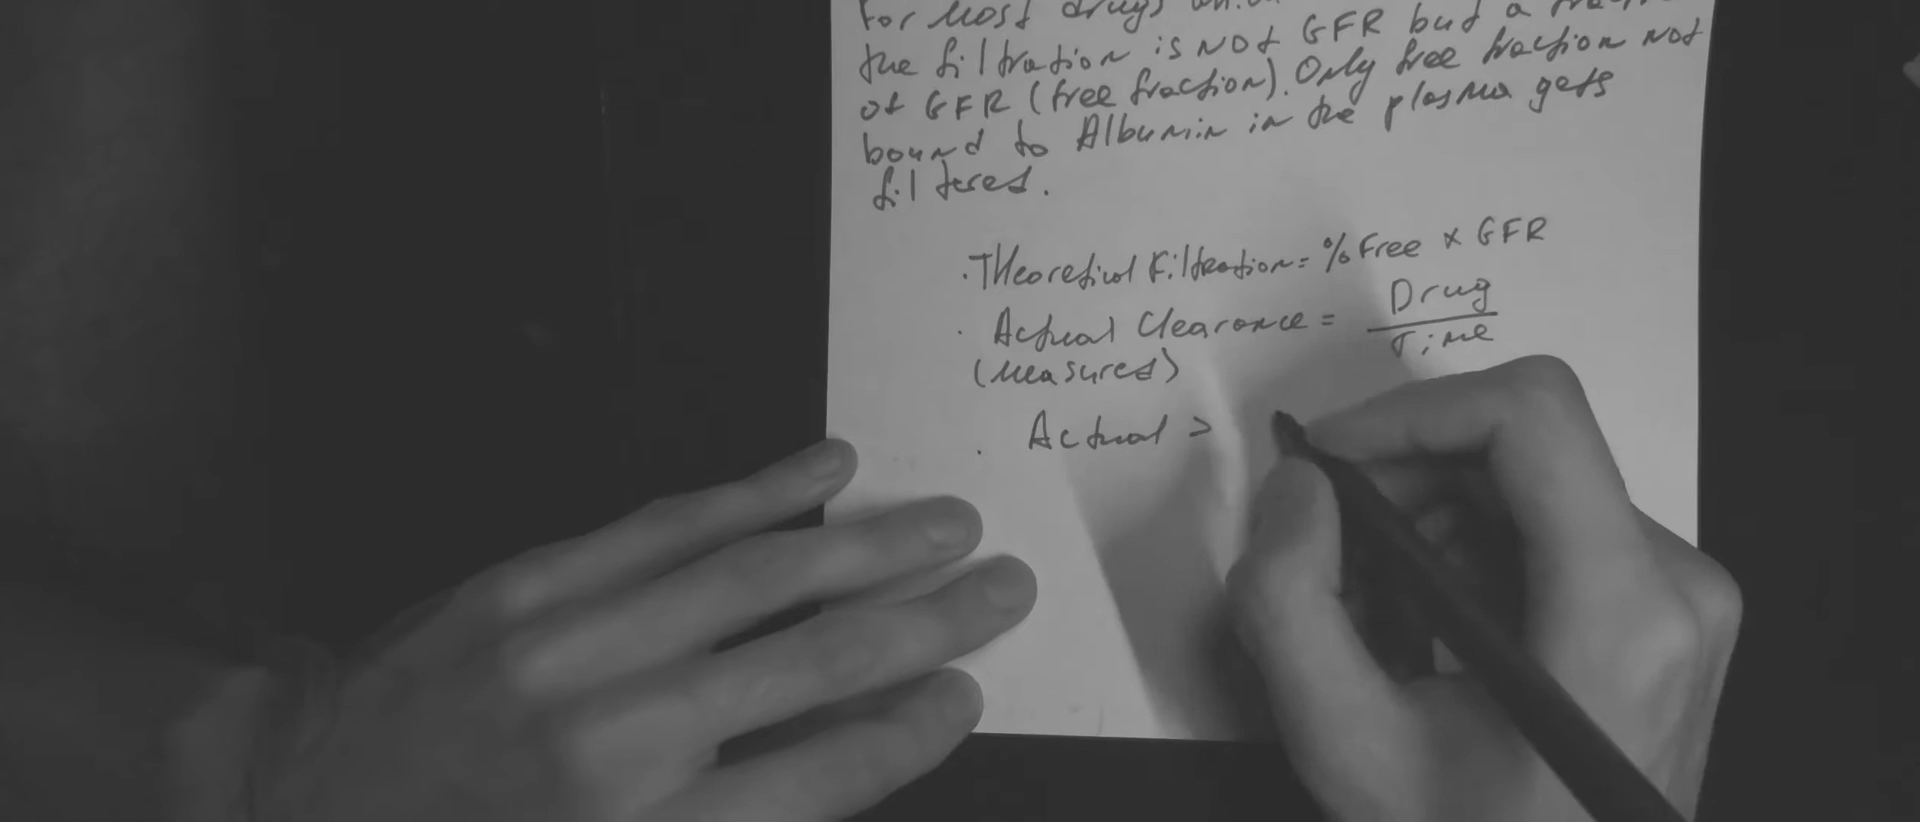 For most drugs
the filtration is not GFR but a
of GFR (free fraction). Only free fraction not
bound to Albumin in the plasma gets
filtered.
· Theoretical Filtration = % Free × GFR
· Actual Clearance = Drug
Time
(measured)
· Actual >